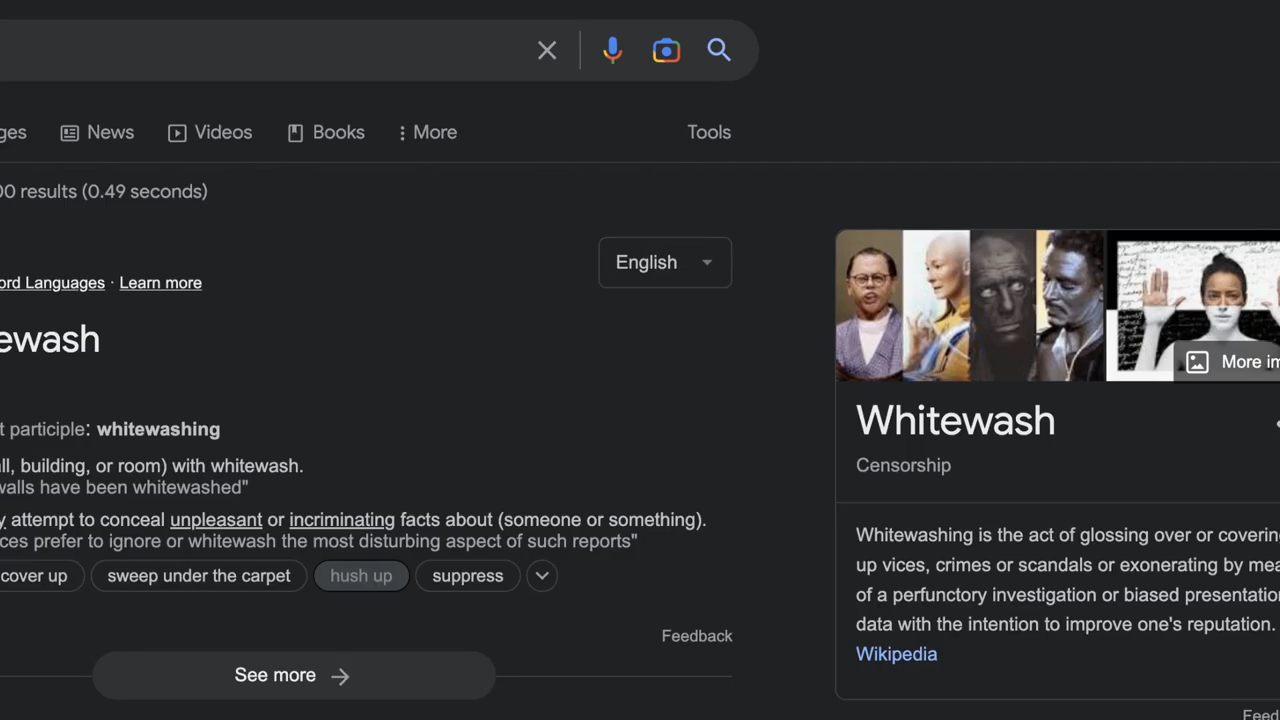 ges News Videos Books More Tools
00 results (0.49 seconds)
English
ord Languages · Learn more
ewash
t participle: whitewashing
ll, building, or room) with whitewash.
walls have been whitewashed"
y attempt to conceal unpleasant or incriminating facts about (someone or something).
ces prefer to ignore or whitewash the most disturbing aspect of such reports"
cover up sweep under the carpet hush up suppress
Feedback
See more
More im
Whitewash
Censorship
Whitewashing is the act of glossing over or covering
up vices, crimes or scandals or exonerating by mea
of a perfunctory investigation or biased presentation
data with the intention to improve one's reputation.
Wikipedia
Feed